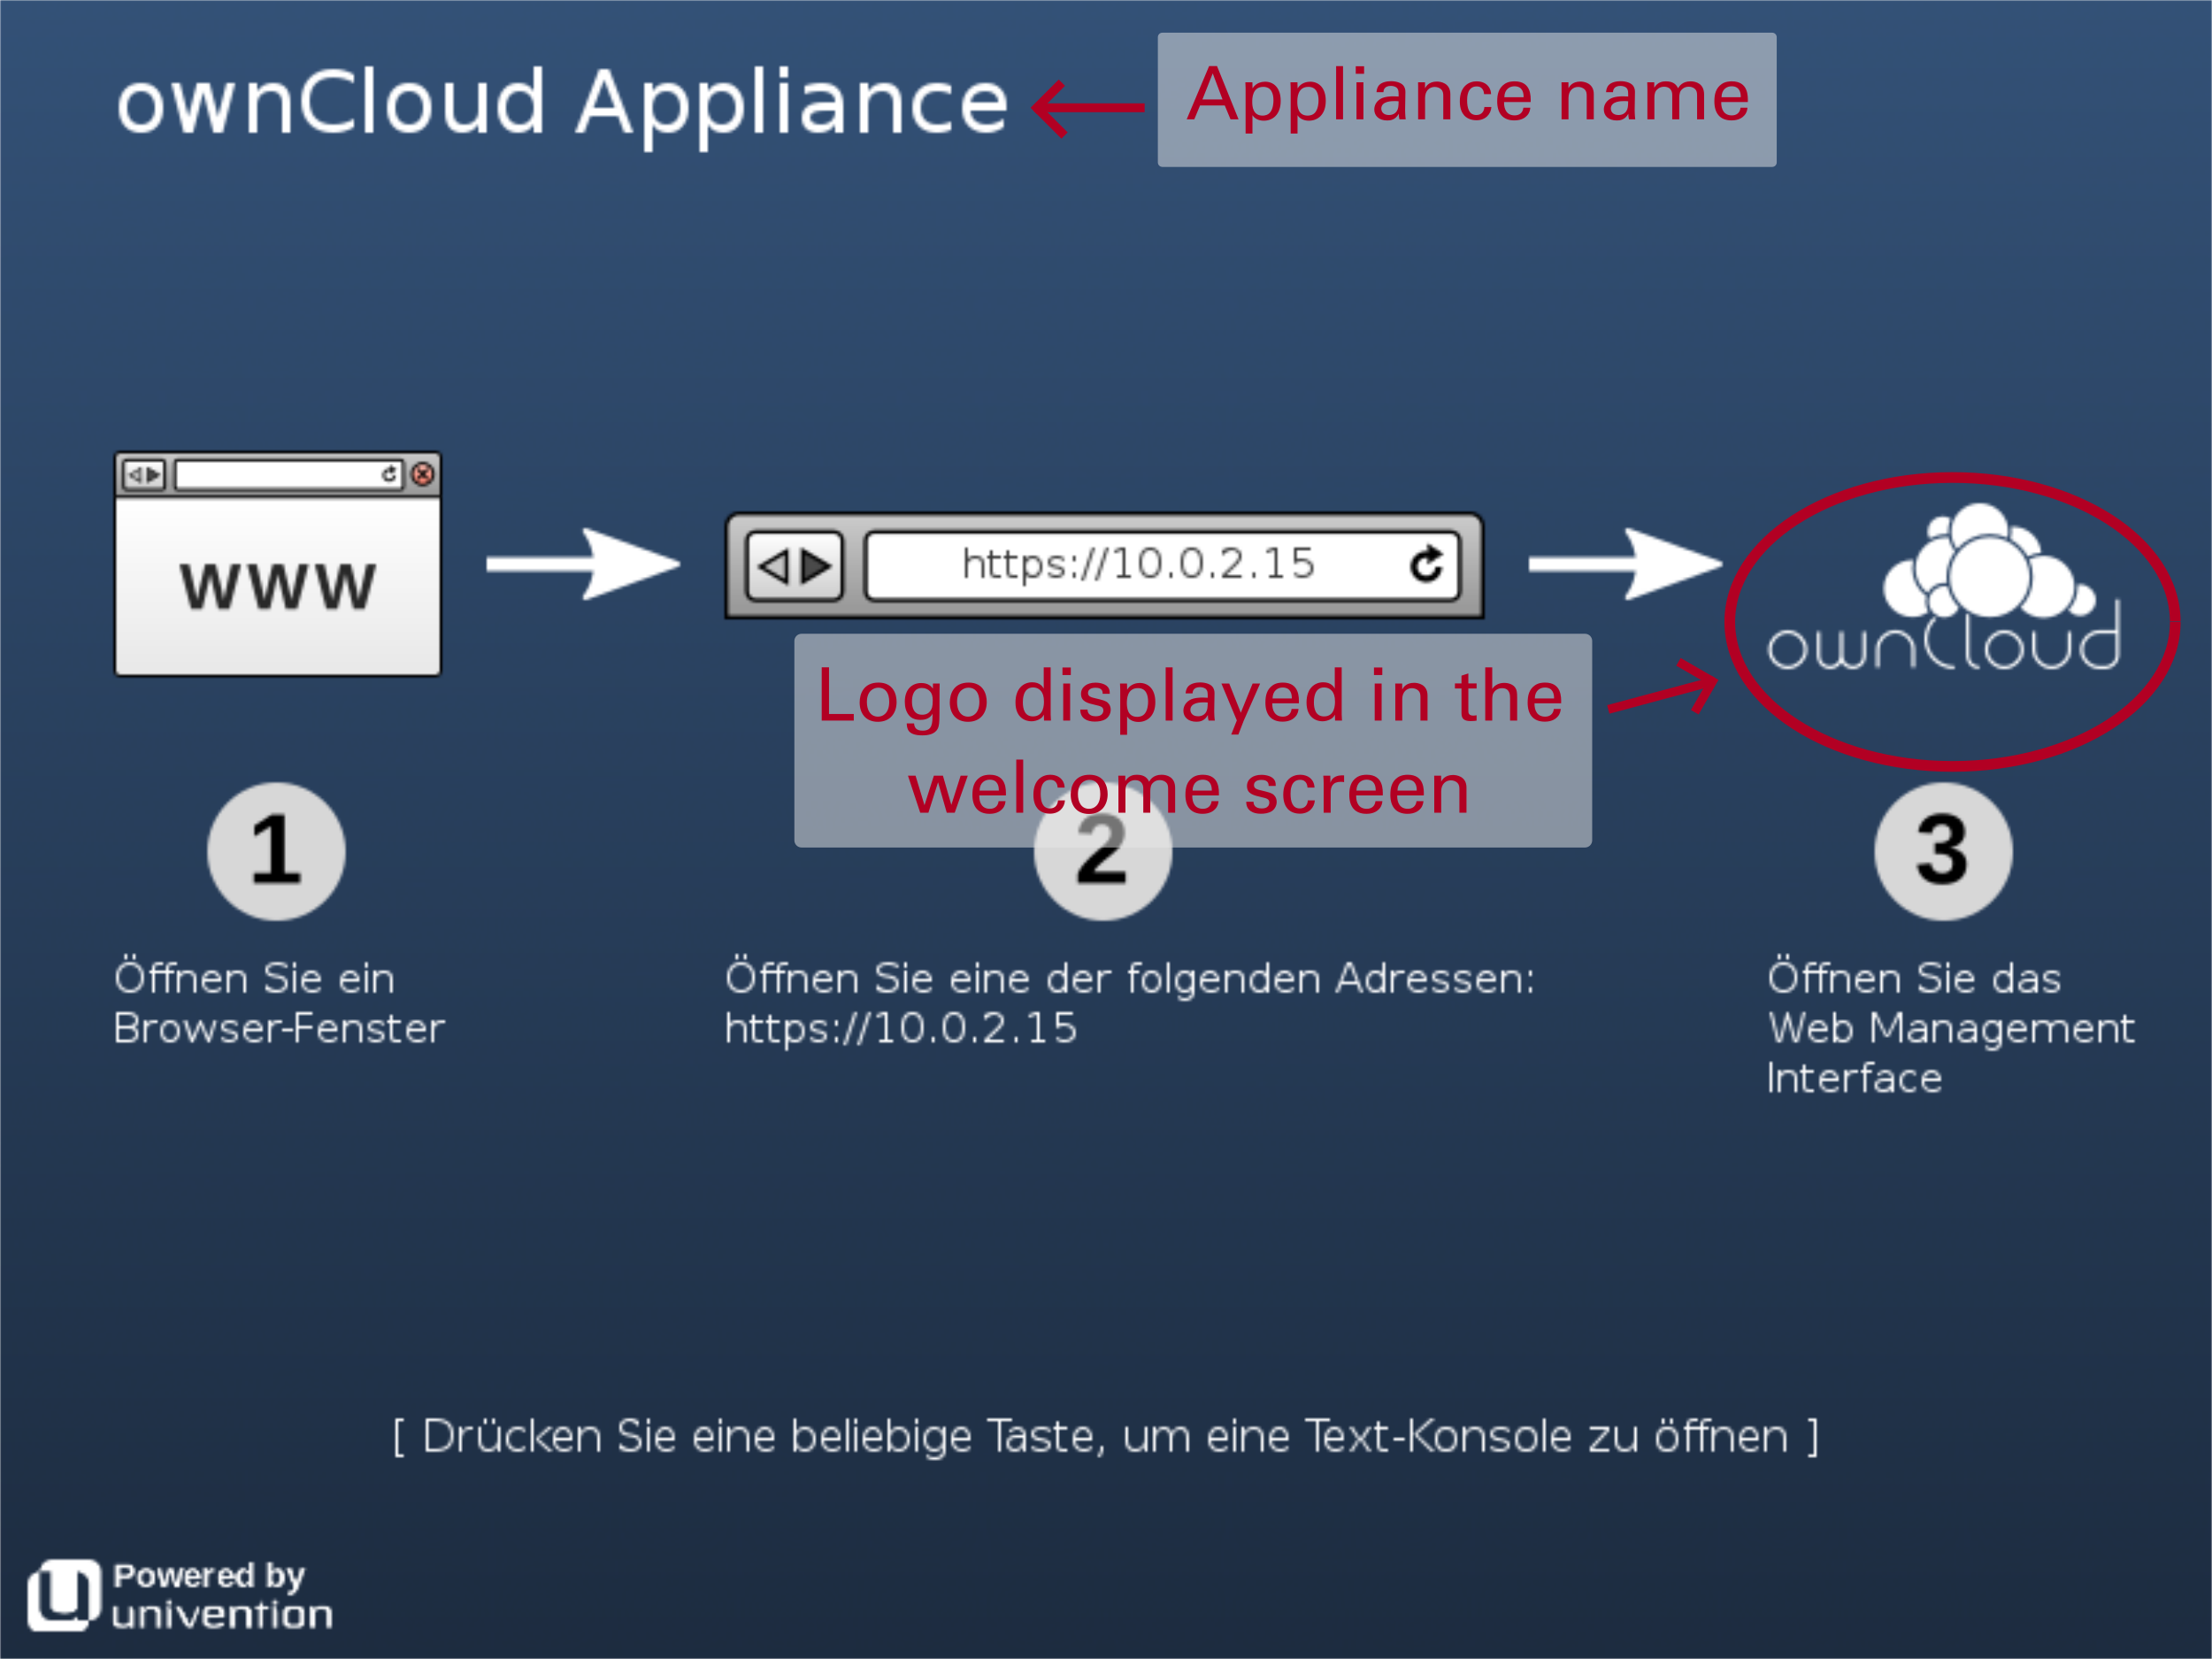 ownCloud Appliance
Appliance name
www
https://10.0.2.15
ownCloud
Logo displayed in the
welcome screen
1
2
3
Öffnen Sie ein
Browser-Fenster
Öffnen Sie eine der folgenden Adressen:
https://10.0.2.15
Öffnen Sie das
Web Management
Interface
[ Drücken Sie eine beliebige Taste, um eine Text-Konsole zu öffnen ]
Powered by
univention